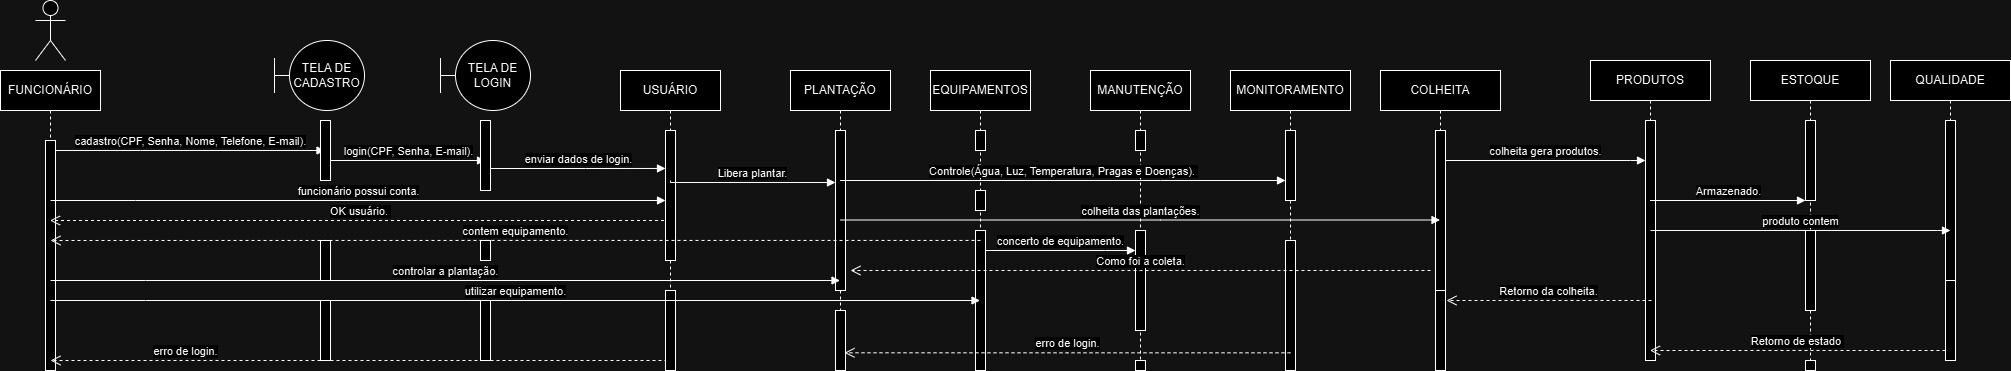 FUNCIONÁRIO
TELA DE
CADASTRO
TELA DE
LOGIN
USUÁRIO
PLANTAÇÃO
EQUIPAMENTOS
MANUTENÇÃO
MONITORAMENTO
COLHEITA
PRODUTOS
ESTOQUE
QUALIDADE
cadastro(CPF, Senha, Nome, Telefone, E-mail).
login(CPF, Senha, E-mail).
enviar dados de login.
Libera plantar.
Controle(Água, Luz, Temperatura, Pragas e Doenças).
colheita gera produtos.
funcionário possui conta.
Armazenado.
OK usuário.
colheita das plantações.
produto contem
contem equipamento.
concerto de equipamento.
Como foi a coleta.
controlar a plantação.
utilizar equipamento.
Retorno da colheita.
erro de login.
erro de login.
Retorno de estado